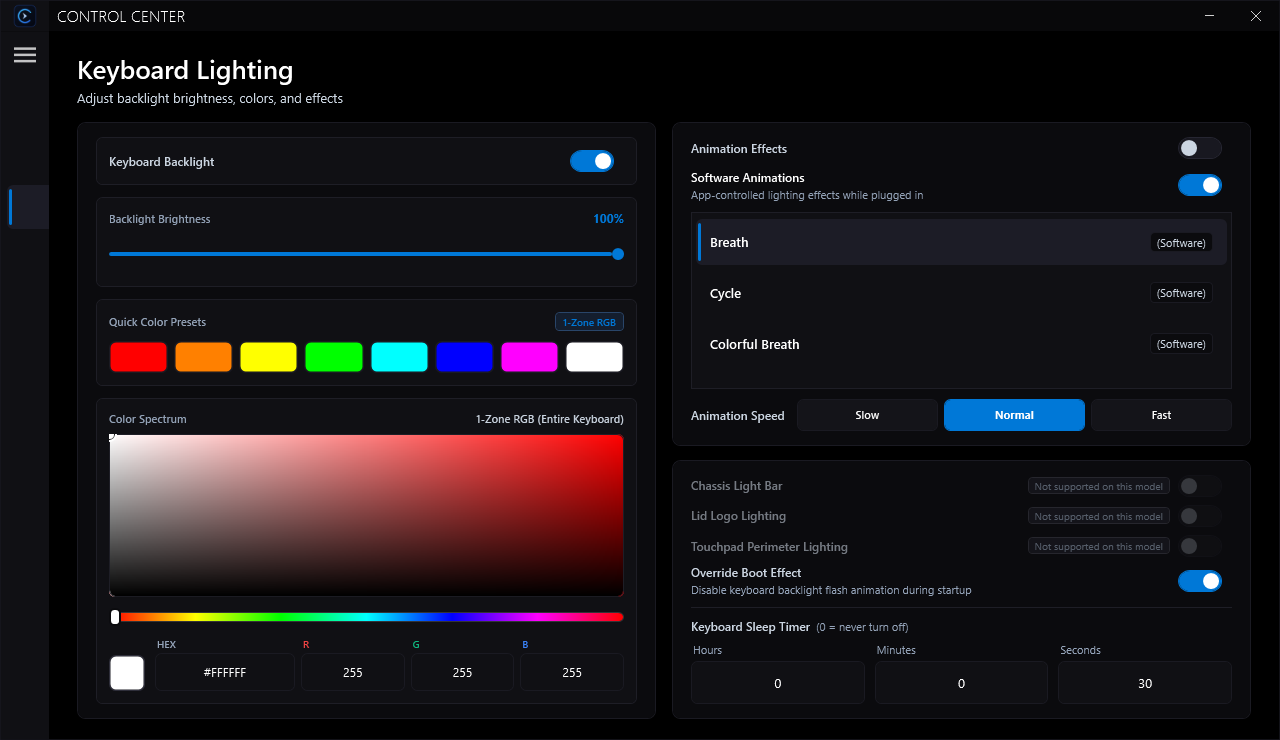 CONTROL CENTER
Keyboard Lighting
Adjust backlight brightness, colors, and effects
Keyboard Backlight
Backlight Brightness
100%
Quick Color Presets
1-Zone RGB
Color Spectrum
1-Zone RGB (Entire Keyboard)
HEX
R
G
B
#FFFFFF
255
255
255
Animation Effects
Software Animations
App-controlled lighting effects while plugged in
Breath
(Software)
Cycle
(Software)
Colorful Breath
(Software)
Animation Speed
Slow
Normal
Fast
Chassis Light Bar
Not supported on this model
Lid Logo Lighting
Not supported on this model
Touchpad Perimeter Lighting
Not supported on this model
Override Boot Effect
Disable keyboard backlight flash animation during startup
Keyboard Sleep Timer (0 = never turn off)
Hours
Minutes
Seconds
0
0
30